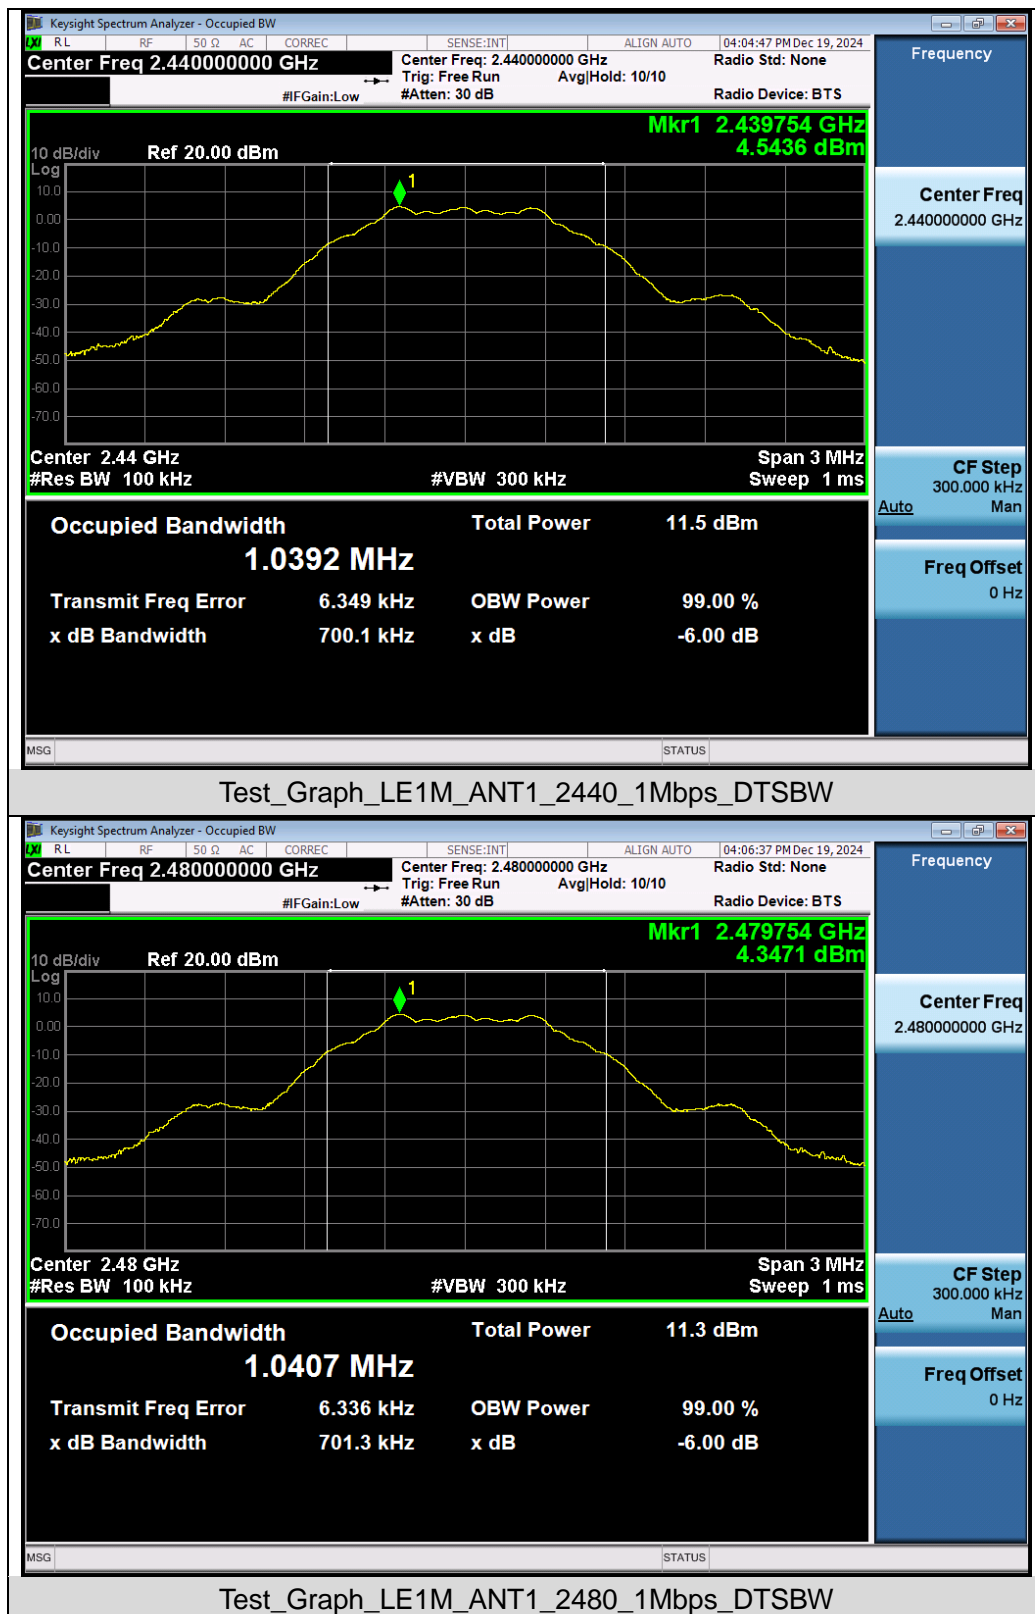 Keysight Spectrum Analyzer - Occupied BW
LXI RL RF 50 Ω AC CORREC SENSE:INT ALIGN AUTO 04:04:47 PM Dec 19, 2024
Center Freq 2.440000000 GHz
Center Freq: 2.440000000 GHz
Radio Std: None
Trig: Free Run Avg|Hold: 10/10
#IFGain:Low
#Atten: 30 dB
Radio Device: BTS
Frequency
Mkr1 2.439754 GHz
4.5436 dBm
10 dB/div Ref 20.00 dBm
Log
1
10.0
0.00
-10.0
-20.0
-30.0
-40.0
-50.0
-60.0
-70.0
Center 2.44 GHz Span 3 MHz
#Res BW 100 kHz #VBW 300 kHz Sweep 1 ms
Center Freq
2.440000000 GHz
CF Step
300.000 kHz
Auto Man
Freq Offset
0 Hz
Occupied Bandwidth Total Power 11.5 dBm
1.0392 MHz
Transmit Freq Error 6.349 kHz OBW Power 99.00 %
x dB Bandwidth 700.1 kHz x dB -6.00 dB
MSG STATUS
Test_Graph_LE1M_ANT1_2440_1Mbps_DTSBW
Keysight Spectrum Analyzer - Occupied BW
LXI RL RF 50 Ω AC CORREC SENSE:INT ALIGN AUTO 04:06:37 PM Dec 19, 2024
Center Freq 2.480000000 GHz
Center Freq: 2.480000000 GHz
Radio Std: None
Trig: Free Run Avg|Hold: 10/10
#IFGain:Low
#Atten: 30 dB
Radio Device: BTS
Frequency
Mkr1 2.479754 GHz
4.3471 dBm
10 dB/div Ref 20.00 dBm
Log
1
10.0
0.00
-10.0
-20.0
-30.0
-40.0
-50.0
-60.0
-70.0
Center 2.48 GHz Span 3 MHz
#Res BW 100 kHz #VBW 300 kHz Sweep 1 ms
Center Freq
2.480000000 GHz
CF Step
300.000 kHz
Auto Man
Freq Offset
0 Hz
Occupied Bandwidth Total Power 11.3 dBm
1.0407 MHz
Transmit Freq Error 6.336 kHz OBW Power 99.00 %
x dB Bandwidth 701.3 kHz x dB -6.00 dB
MSG STATUS
Test_Graph_LE1M_ANT1_2480_1Mbps_DTSBW